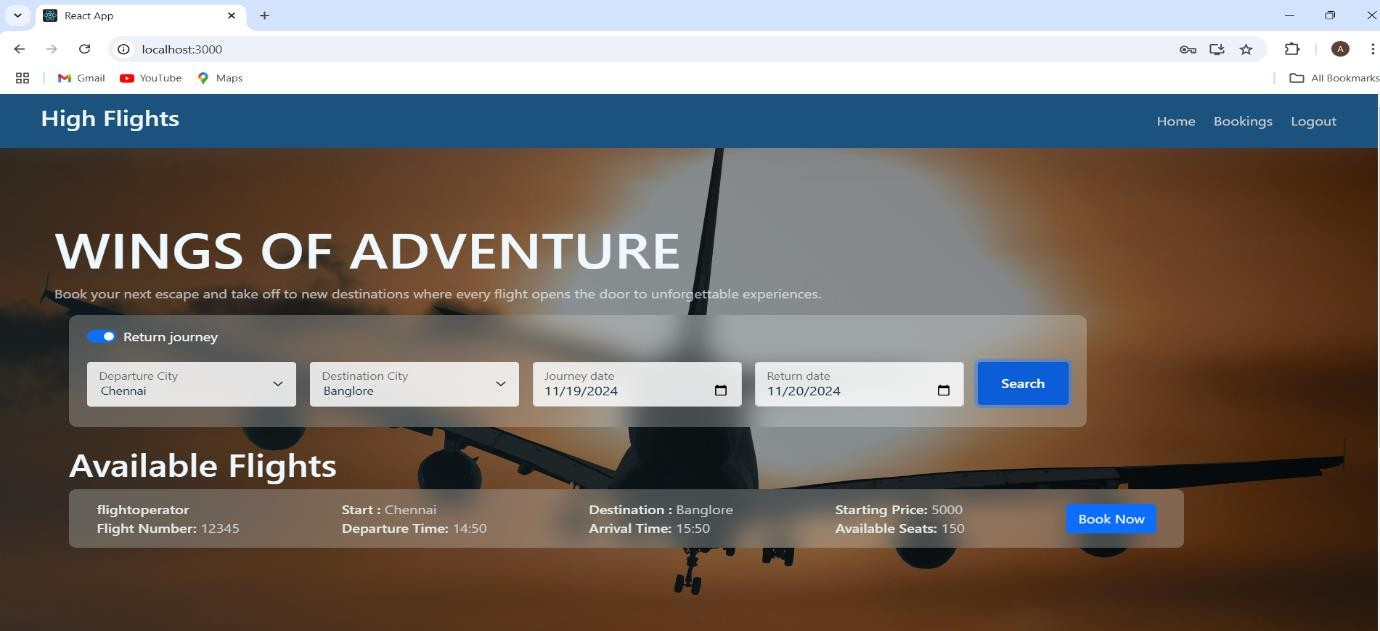 React App
localhost:3000
A
Gmail YouTube Maps All Bookmarks
High Flights Home Bookings Logout
WINGS OF ADVENTURE
Book your next escape and take off to new destinations where every flight opens the door to unforgettable experiences.
Return journey
Departure City Destination City Journey date Return date
Chennai Banglore 11/19/2024 11/20/2024 Search
Available Flights
flightoperator Start : Chennai Destination : Banglore Starting Price: 5000
Flight Number: 12345 Departure Time: 14:50 Arrival Time: 15:50 Available Seats: 150
Book Now